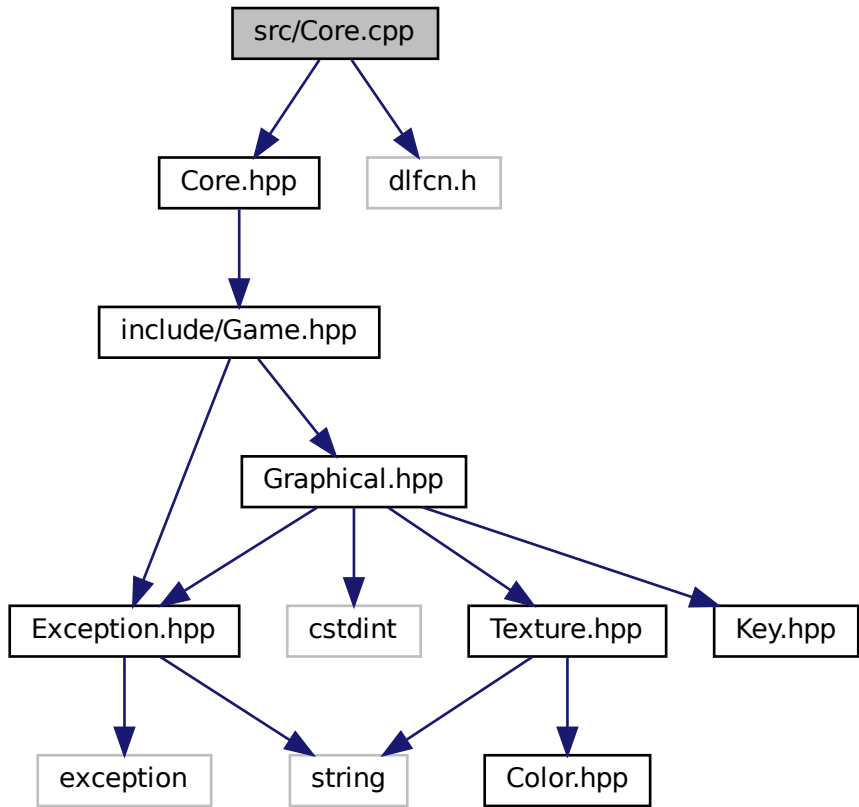 src/Core.cpp
Core.hpp
dlfcn.h
include/Game.hpp
Graphical.hpp
Exception.hpp
cstdint
Texture.hpp
Key.hpp
exception
string
Color.hpp